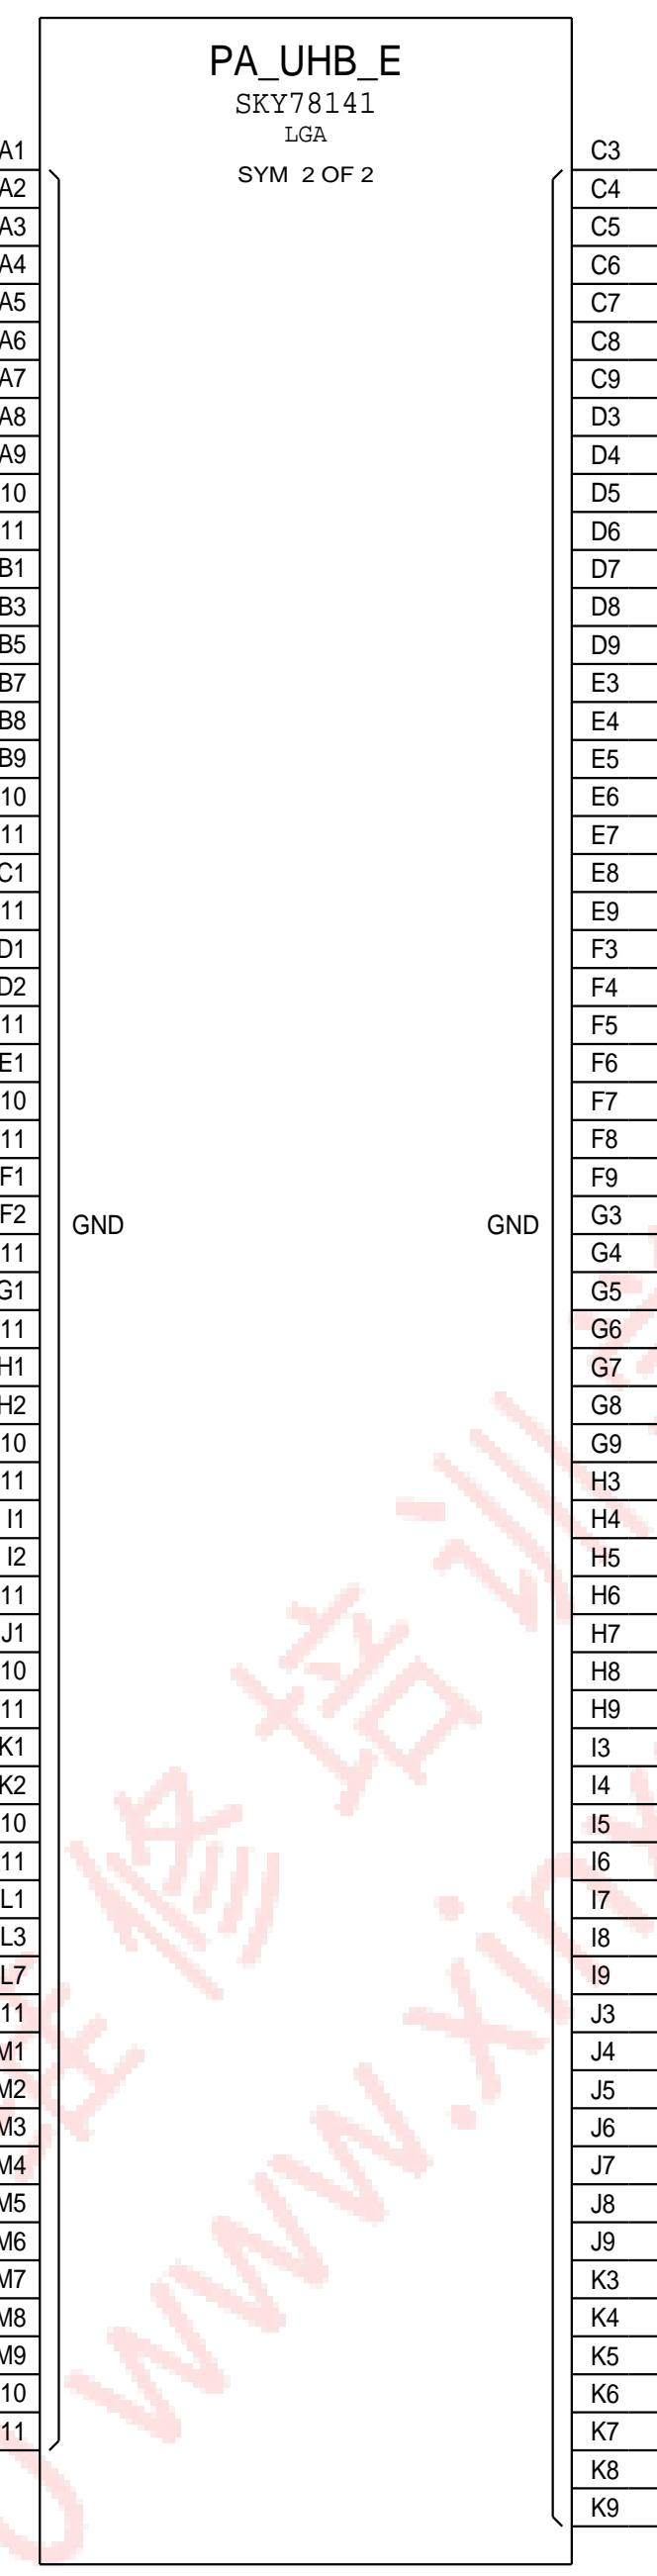 PA_UHB_E
SKY78141
LGA
SYM 2 OF 2
A1
A2
A3
A4
A5
A6
A7
A8
A9
10
11
B1
B3
B5
B7
B8
B9
10
11
C1
11
D1
D2
11
E1
10
11
F1
F2
11
G1
11
H1
H2
10
11
I1
I2
11
J1
10
11
K1
K2
10
11
L1
L3
L7
11
M1
M2
M3
M4
M5
M6
M7
M8
M9
10
11
GND
GND
C3
C4
C5
C6
C7
C8
C9
D3
D4
D5
D6
D7
D8
D9
E3
E4
E5
E6
E7
E8
E9
F3
F4
F5
F6
F7
F8
F9
G3
G4
G5
G6
G7
G8
G9
H3
H4
H5
H6
H7
H8
H9
I3
I4
I5
I6
I7
I8
I9
J3
J4
J5
J6
J7
J8
J9
K3
K4
K5
K6
K7
K8
K9
修培训
www.xin